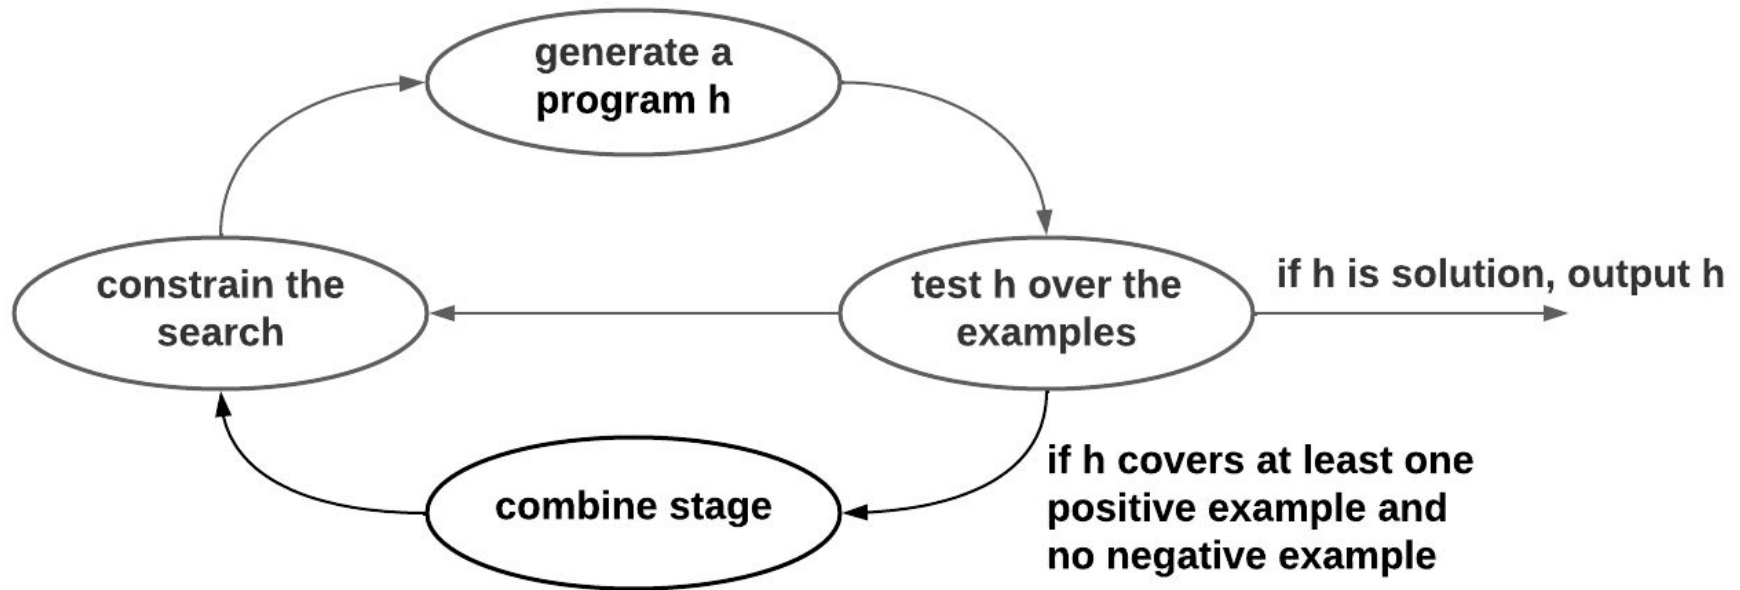 generate a
program h
constrain the
search
test h over the
examples
if h is solution, output h
combine stage
if h covers at least one
positive example and
no negative example